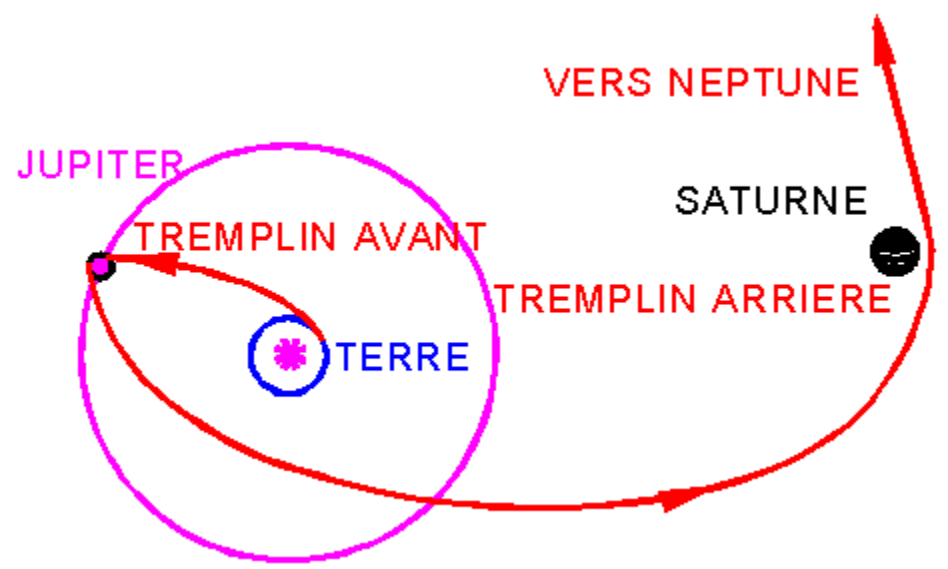 VERS NEPTUNE
JUPITER
SATURNE
TREMPLIN AVANT
TREMPLIN ARRIERE
TERRE